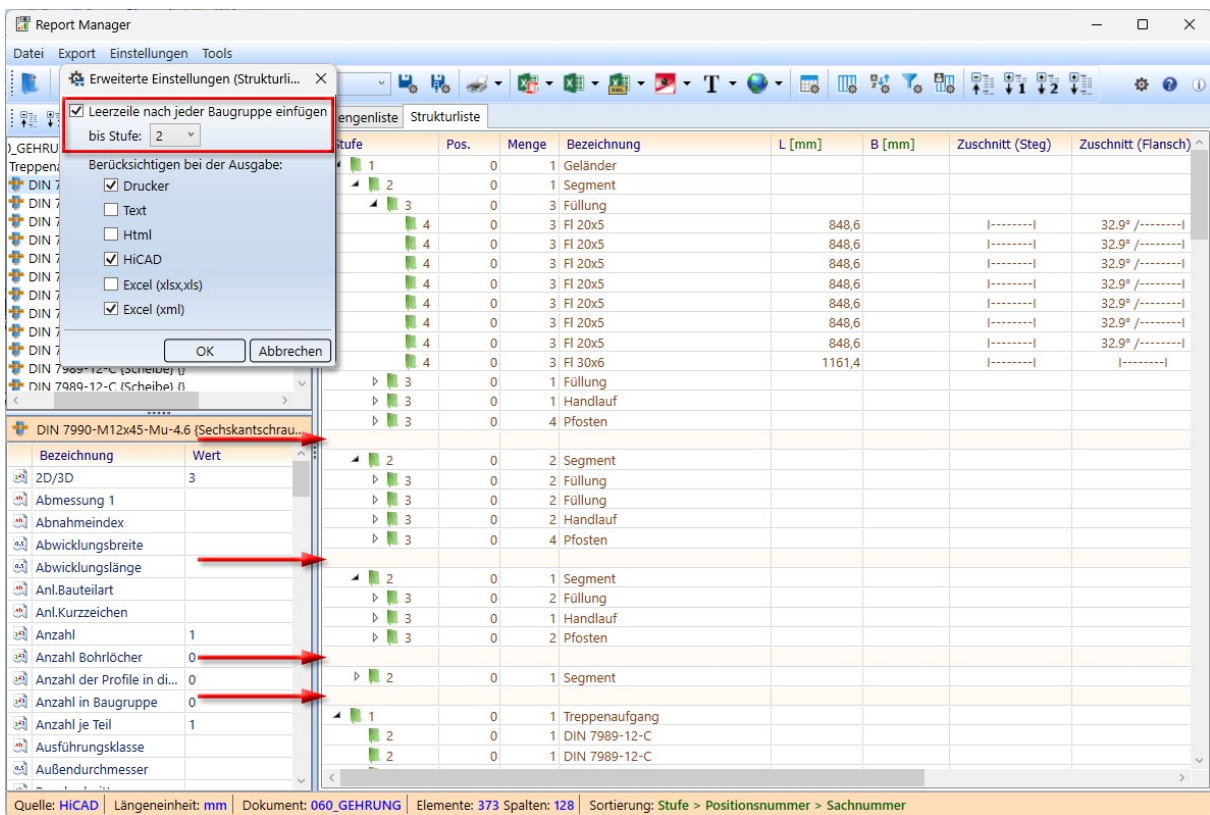 Report Manager
Datei Export Einstellungen Tools
Erweiterte Einstellungen (Strukturli...
Leerzeile nach jeder Baugruppe einfügen
bis Stufe: 2
Berücksichtigen bei der Ausgabe:
Drucker
Text
Html
HiCAD
Excel (xlsx,xls)
Excel (xml)
OK Abbrechen
DIN 7989-12-C {Scheibe} {}
DIN 7990-M12x45-Mu-4.6 {Sechskantschrau...
Bezeichnung Wert
2D/3D 3
Abmessung 1
Abnahmeindex
Abwicklungsbreite
Abwicklungslänge
Anl.Bauteilart
Anl.Kurzzeichen
Anzahl 1
Anzahl Bohrlöcher 0
Anzahl der Profile in di... 0
Anzahl in Baugruppe 0
Anzahl je Teil 1
Ausführungsklasse
Außendurchmesser
engenliste Strukturliste
Stufe Pos. Menge Bezeichnung L [mm] B [mm] Zuschnitt (Steg) Zuschnitt (Flansch)
1 0 1 Geländer
2 0 1 Segment
3 0 3 Füllung
4 0 3 Fl 20x5 848,6 I--------I 32.9° /--------I
4 0 3 Fl 20x5 848,6 I--------I 32.9° /--------I
4 0 3 Fl 20x5 848,6 I--------I 32.9° /--------I
4 0 3 Fl 20x5 848,6 I--------I 32.9° /--------I
4 0 3 Fl 20x5 848,6 I--------I 32.9° /--------I
4 0 3 Fl 20x5 848,6 I--------I 32.9° /--------I
4 0 3 Fl 20x5 848,6 I--------I 32.9° /--------I
4 0 3 Fl 30x6 1161,4 I--------I I--------I
3 0 1 Füllung
3 0 1 Handlauf
3 0 4 Pfosten
2 0 2 Segment
3 0 2 Füllung
3 0 2 Füllung
3 0 2 Handlauf
3 0 4 Pfosten
2 0 1 Segment
3 0 2 Füllung
3 0 1 Handlauf
3 0 2 Pfosten
2 0 1 Segment
1 0 1 Treppenaufgang
2 0 1 DIN 7989-12-C
2 0 1 DIN 7989-12-C
Quelle: HiCAD Längeneinheit: mm Dokument: 060_GEHRUNG Elemente: 373 Spalten: 128 Sortierung: Stufe > Positionsnummer > Sachnummer